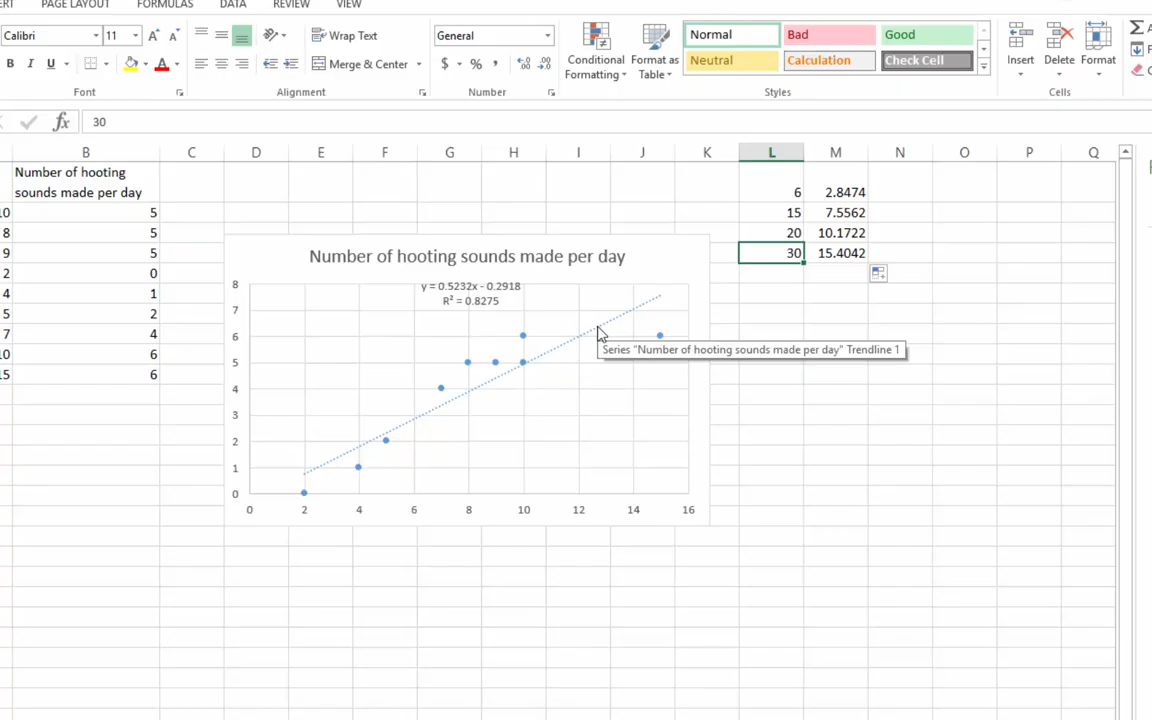 ERT PAGE LAYOUT FORMULAS DATA REVIEW VIEW
Calibri 11 A A Wrap Text General Normal Bad Good
B I U A Merge & Center $ % , Conditional Formatting Format as Table Neutral Calculation Check Cell Insert Delete Format
Font Alignment Number Styles Cells
fx 30
B C D E F G H I J K L M N O P Q
Number of hooting
sounds made per day 6 2.8474
10 5 15 7.5562
8 5 20 10.1722
9 5 30 15.4042
2 0
4 1
5 2
7 4
10 6
15 6
Number of hooting sounds made per day
y = 0.5232x - 0.2918
R² = 0.8275
8
7
6
5
4
3
2
1
0
0 2 4 6 8 10 12 14 16
Series "Number of hooting sounds made per day" Trendline 1